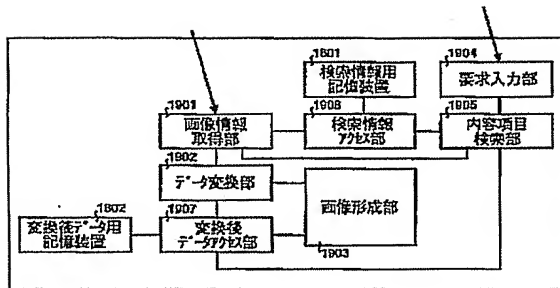 1601
検索情報用
記憶装置
1904
要求入力部
1901
画像情報
取得部
1906
検索情報
アクセス部
1905
内容項目
検索部
1902
データ変換部
画像形成部
1903
1602
変換後データ用
記憶装置
1907
変換後
データアクセス部